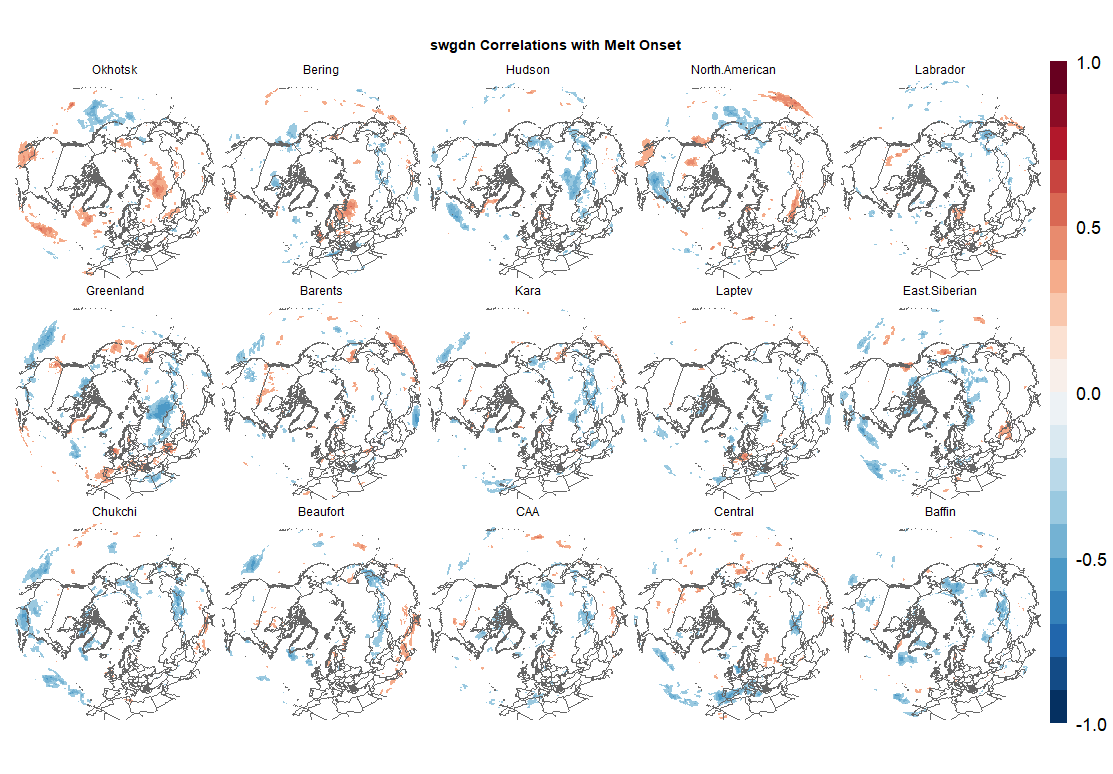 swgdn Correlations with Melt Onset
Okhotsk
Bering
Hudson
North.American
Labrador
Greenland
Barents
Kara
Laptev
East.Siberian
Chukchi
Beaufort
CAA
Central
Baffin
1.0
0.5
0.0
-0.5
-1.0